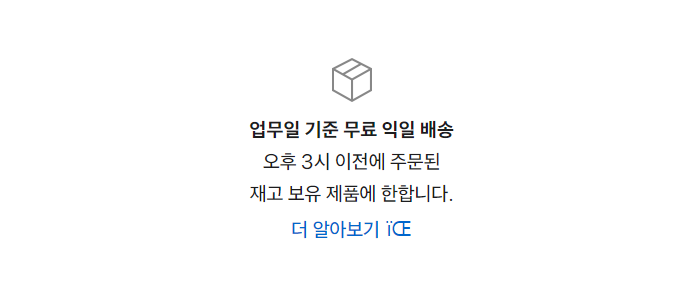 업무일 기준 무료 익일 배송
오후 3시 이전에 주문된
재고 보유 제품에 한합니다.
더 알아보기 ïŒ